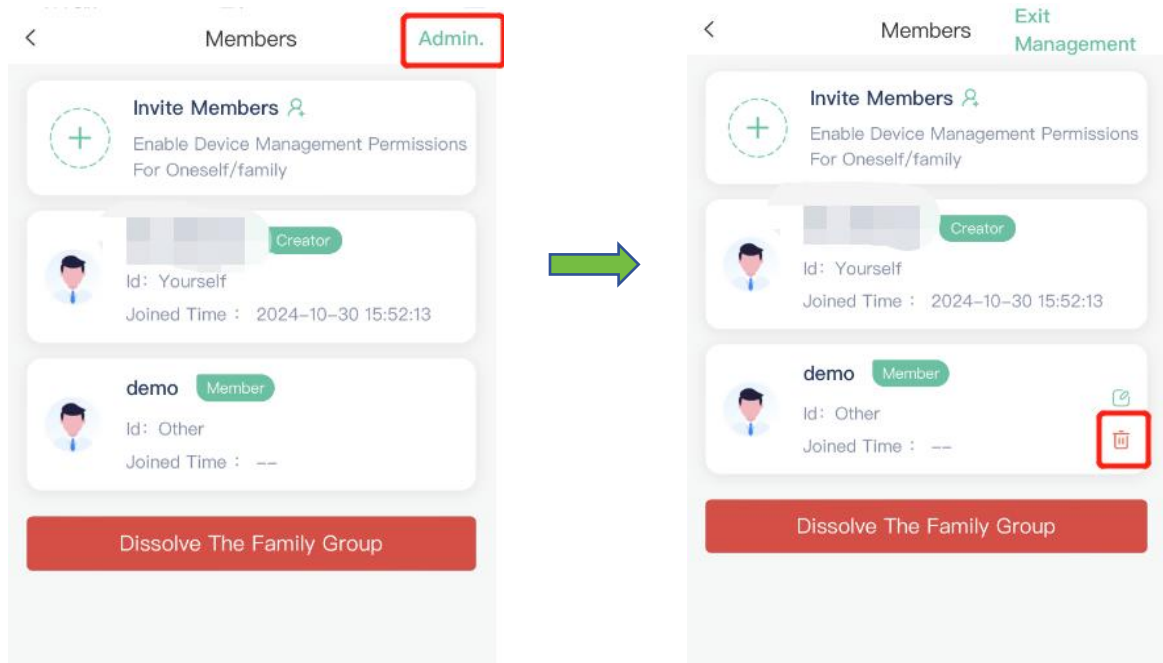 Members
Admin.
Invite Members
Enable Device Management Permissions
For Oneself/family
Creator
Id: Yourself
Joined Time : 2024-10-30 15:52:13
demo Member
Id: Other
Joined Time : --
Dissolve The Family Group
Members
Exit
Management
Invite Members
Enable Device Management Permissions
For Oneself/family
Creator
Id: Yourself
Joined Time : 2024-10-30 15:52:13
demo Member
Id: Other
Joined Time : --
Dissolve The Family Group